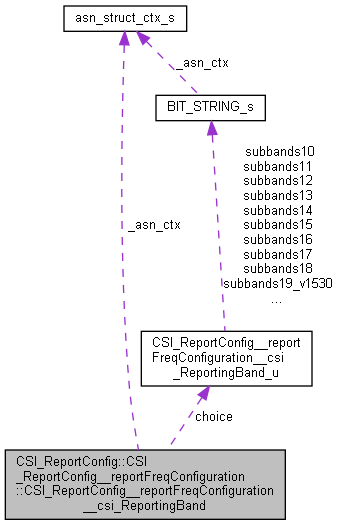 asn_struct_ctx_s
_asn_ctx
BIT_STRING_s
subbands10
subbands11
subbands12
subbands13
subbands14
subbands15
subbands16
subbands17
subbands18
subbands19_v1530
...
_asn_ctx
CSI_ReportConfig__report
FreqConfiguration__csi
_ReportingBand_u
choice
CSI_ReportConfig::CSI
_ReportConfig__reportFreqConfiguration
::CSI_ReportConfig__reportFreqConfiguration
__csi_ReportingBand